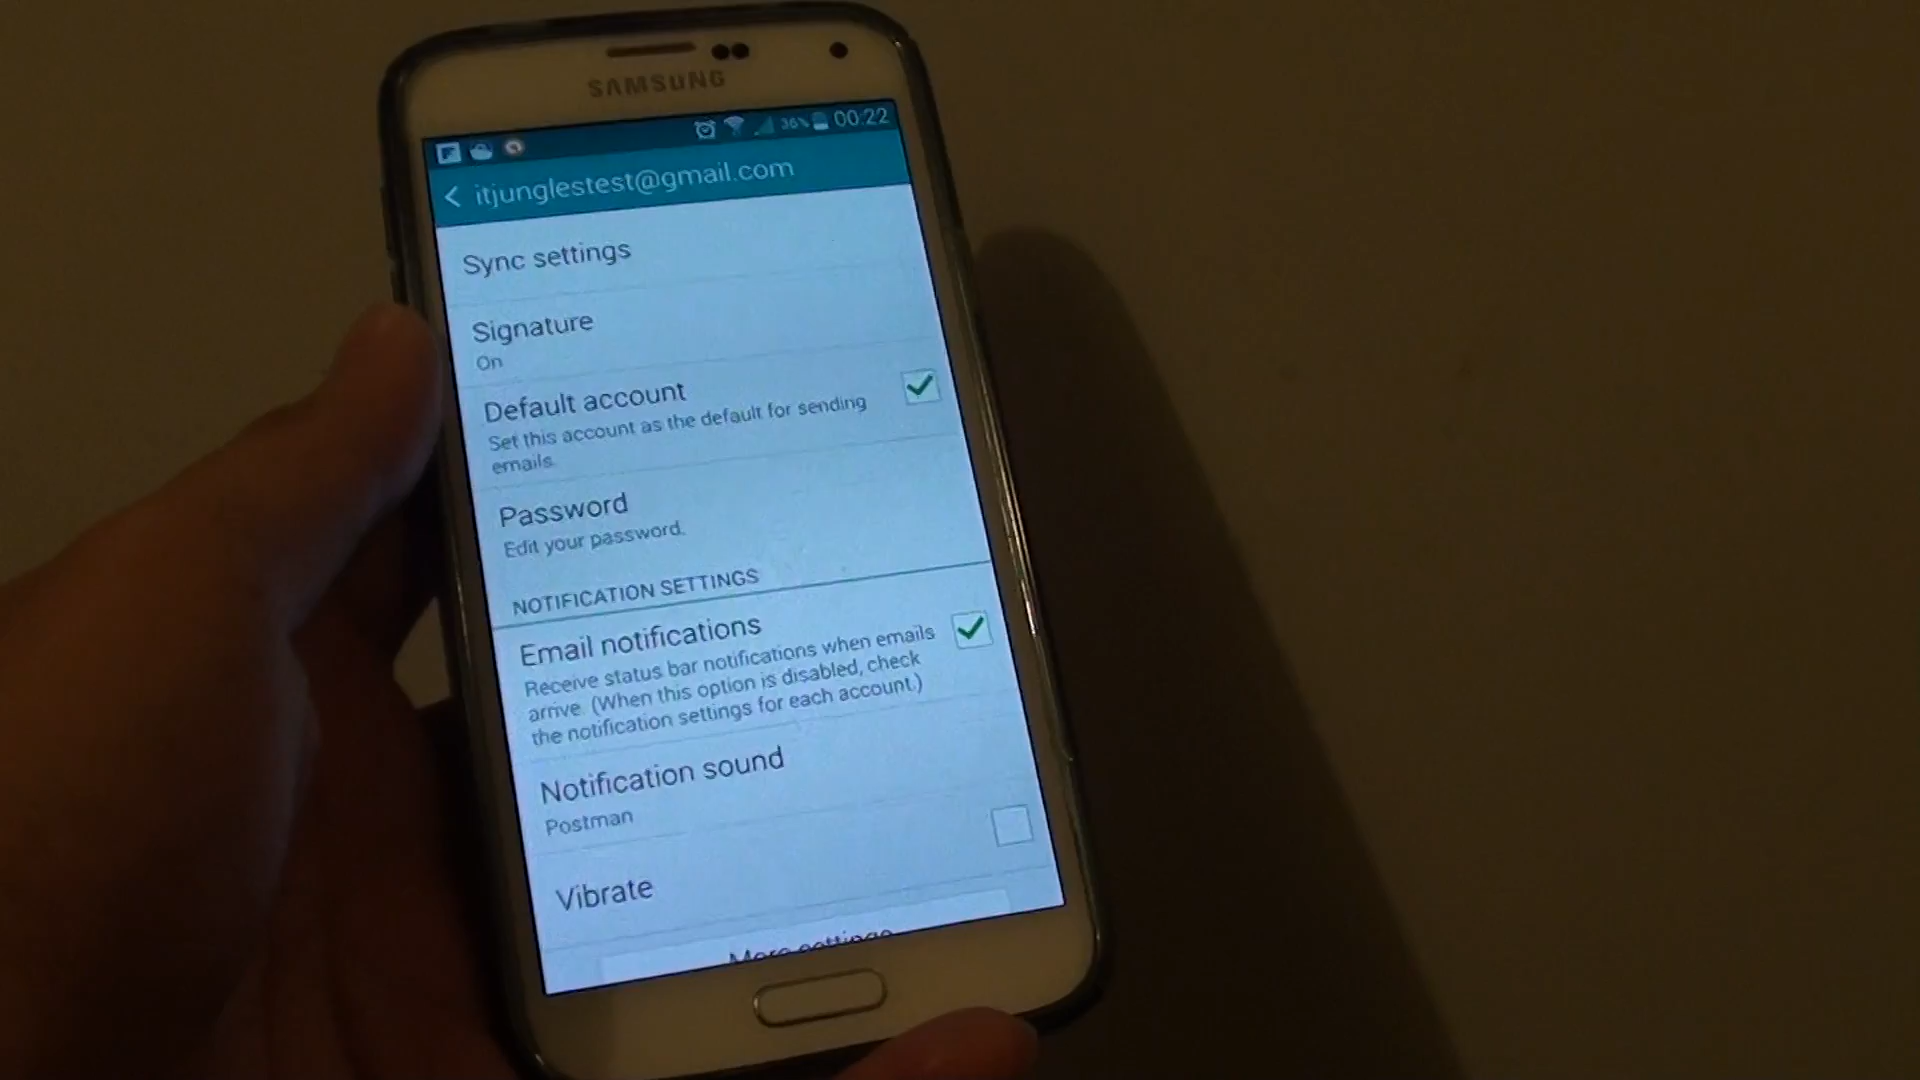 SAMSUNG
36% 00:22
itjunglestest@gmail.com
Sync settings
Signature
On
Default account
Set this account as the default for sending
emails.
Password
Edit your password.
NOTIFICATION SETTINGS
Email notifications
Receive status bar notifications when emails
arrive. (When this option is disabled, check
the notification settings for each account.)
Notification sound
Postman
Vibrate
More settings